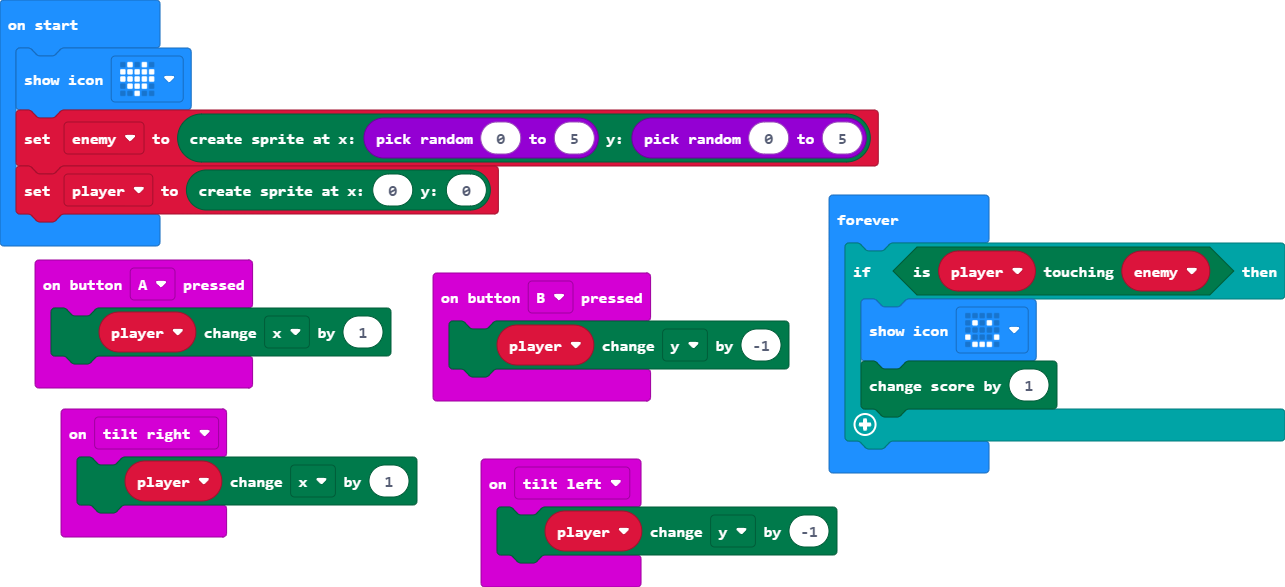 on start
show icon
set enemy to create sprite at x: pick random 0 to 5 y: pick random 0 to 5
set player to create sprite at x: 0 y: 0
forever
if is player touching enemy then
show icon
change score by 1
on button A pressed
player change x by 1
on button B pressed
player change y by -1
on tilt right
player change x by 1
on tilt left
player change y by -1